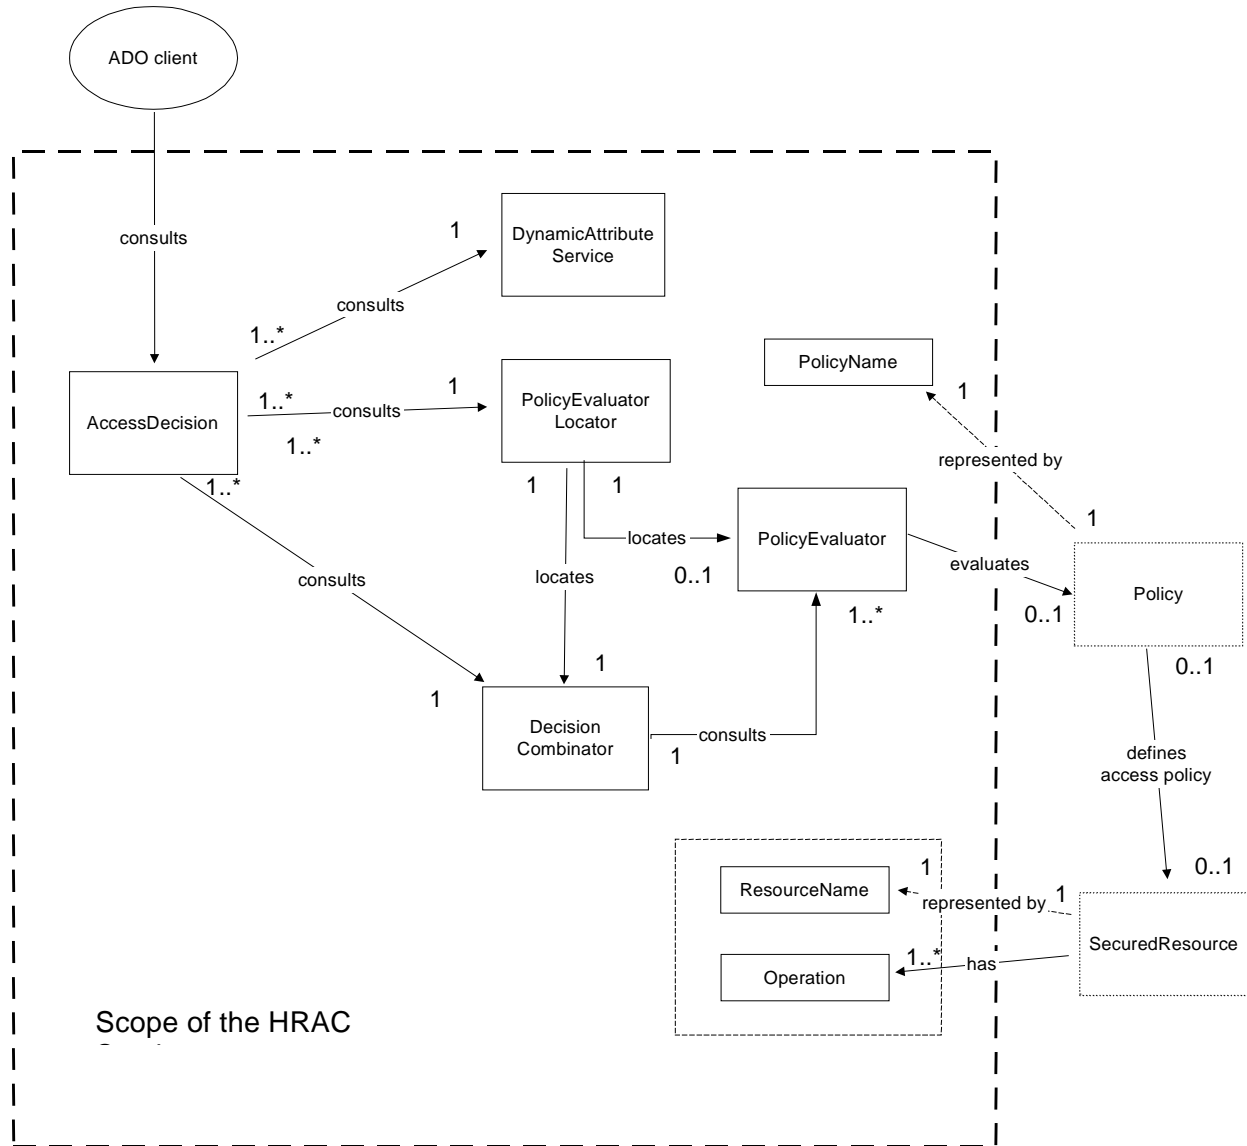 ADO client
consults
1
DynamicAttribute
Service
consults
1..*
PolicyName
1
AccessDecision
1..*
consults
1
1..*
PolicyEvaluator
Locator
represented by
1
1..*
1
1
locates
0..1
PolicyEvaluator
1..*
evaluates
0..1
Policy
0..1
consults
locates
1
1
Decision
Combinator
1
consults
defines
access policy
0..1
ResourceName
1
represented by
1
SecuredResource
Operation
1..*
has
Scope of the HRAC